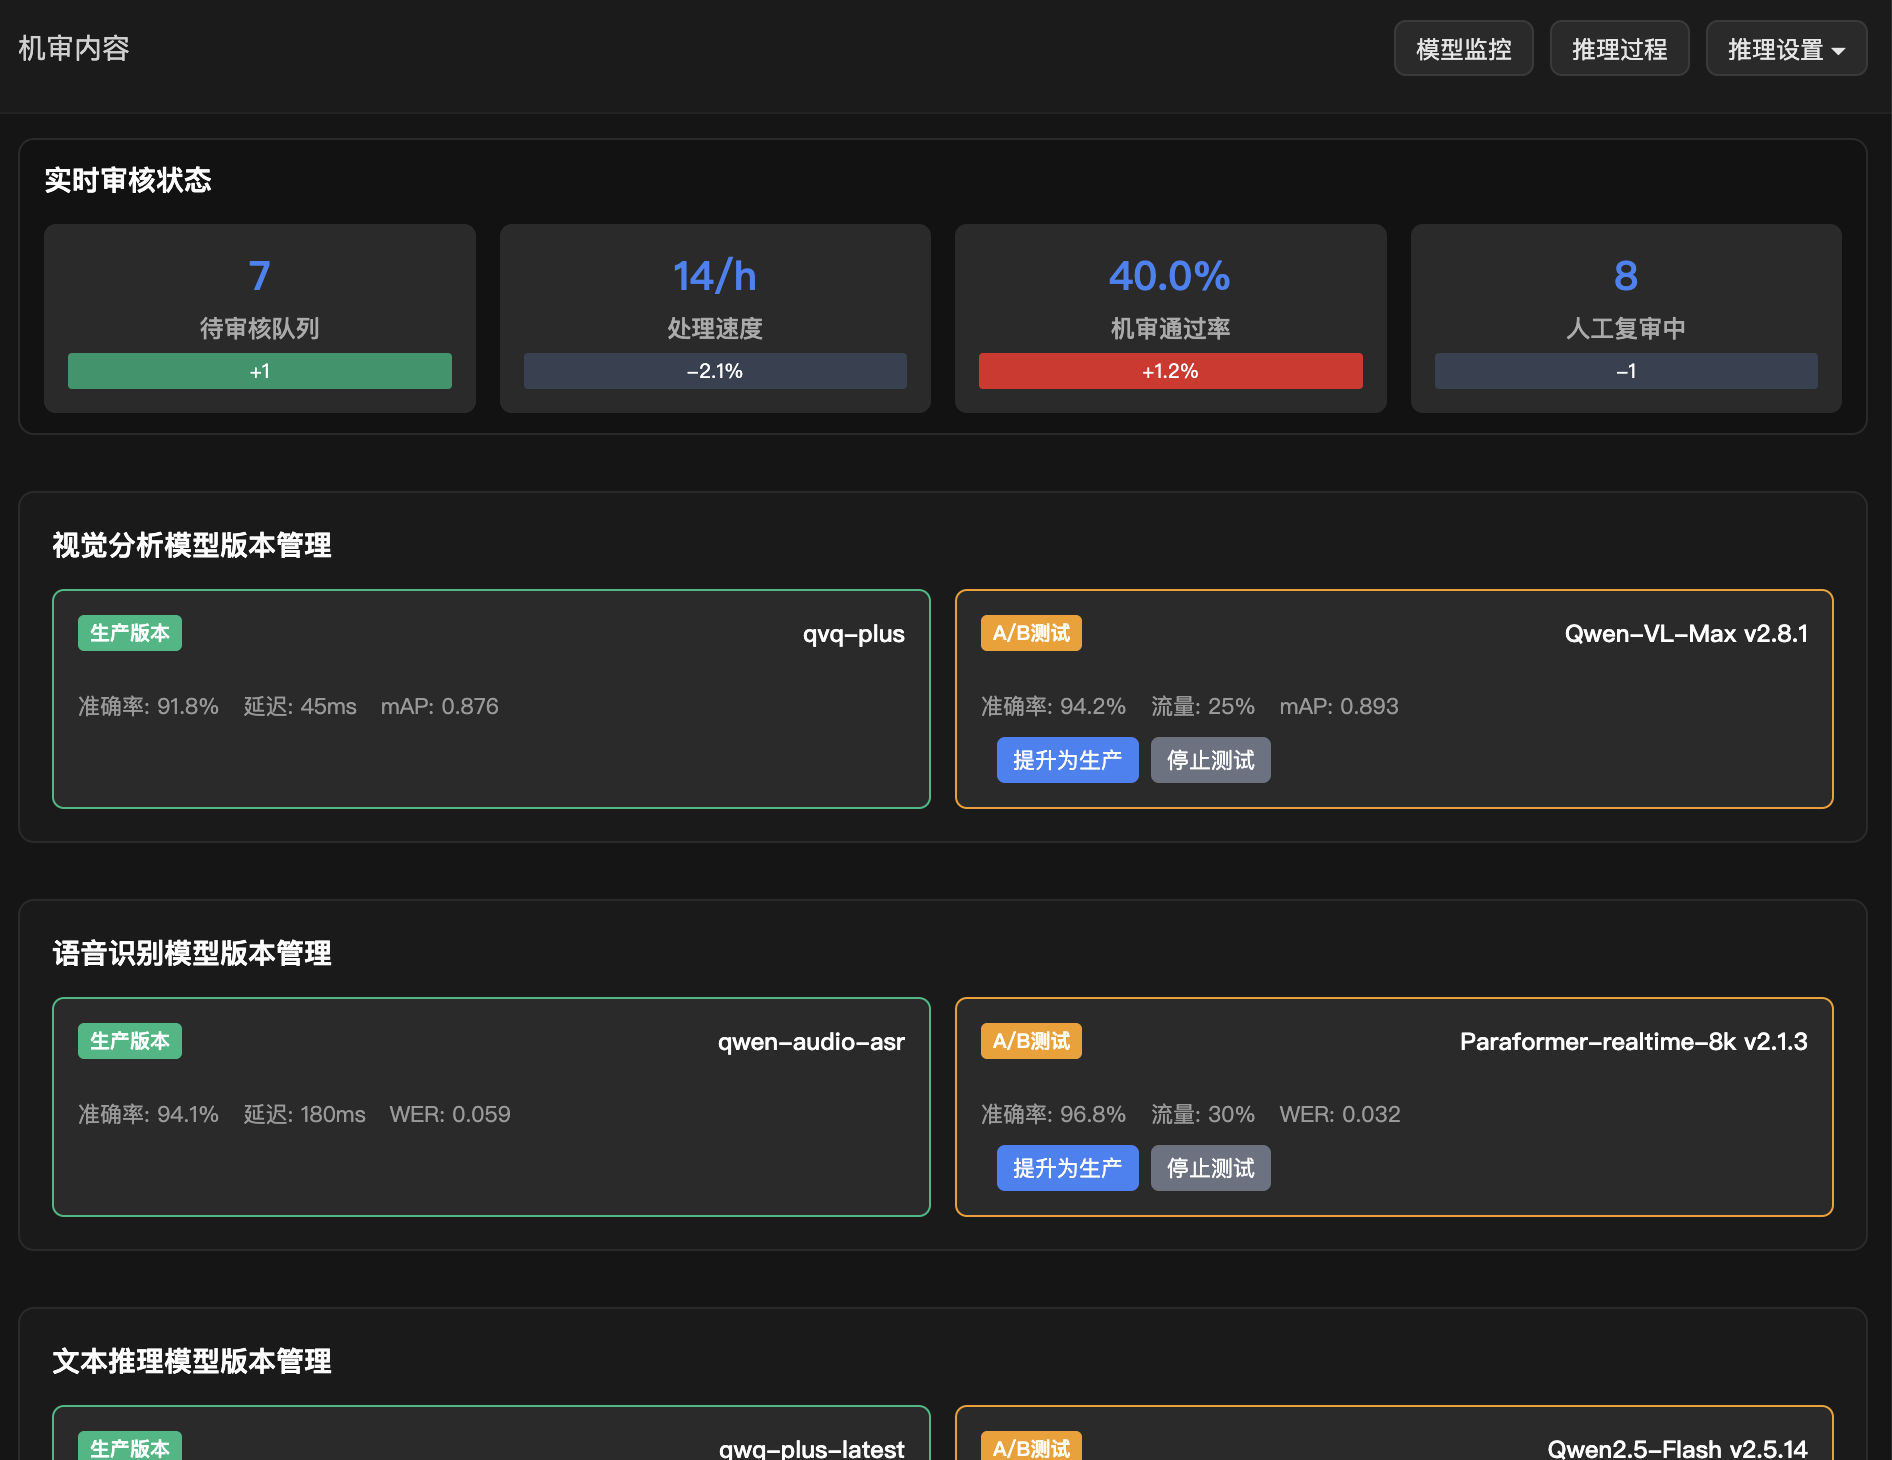 机审内容
模型监控 推理过程 推理设置
实时审核状态
7
待审核队列
+1
14/h
处理速度
-2.1%
40.0%
机审通过率
+1.2%
8
人工复审中
-1
视觉分析模型版本管理
生产版本 qvq-plus
准确率: 91.8% 延迟: 45ms mAP: 0.876
A/B测试 Qwen-VL-Max v2.8.1
准确率: 94.2% 流量: 25% mAP: 0.893
提升为生产 停止测试
语音识别模型版本管理
生产版本 qwen-audio-asr
准确率: 94.1% 延迟: 180ms WER: 0.059
A/B测试 Paraformer-realtime-8k v2.1.3
准确率: 96.8% 流量: 30% WER: 0.032
提升为生产 停止测试
文本推理模型版本管理
生产版本 qwq-plus-latest
A/B测试 Qwen2.5-Flash v2.5.14